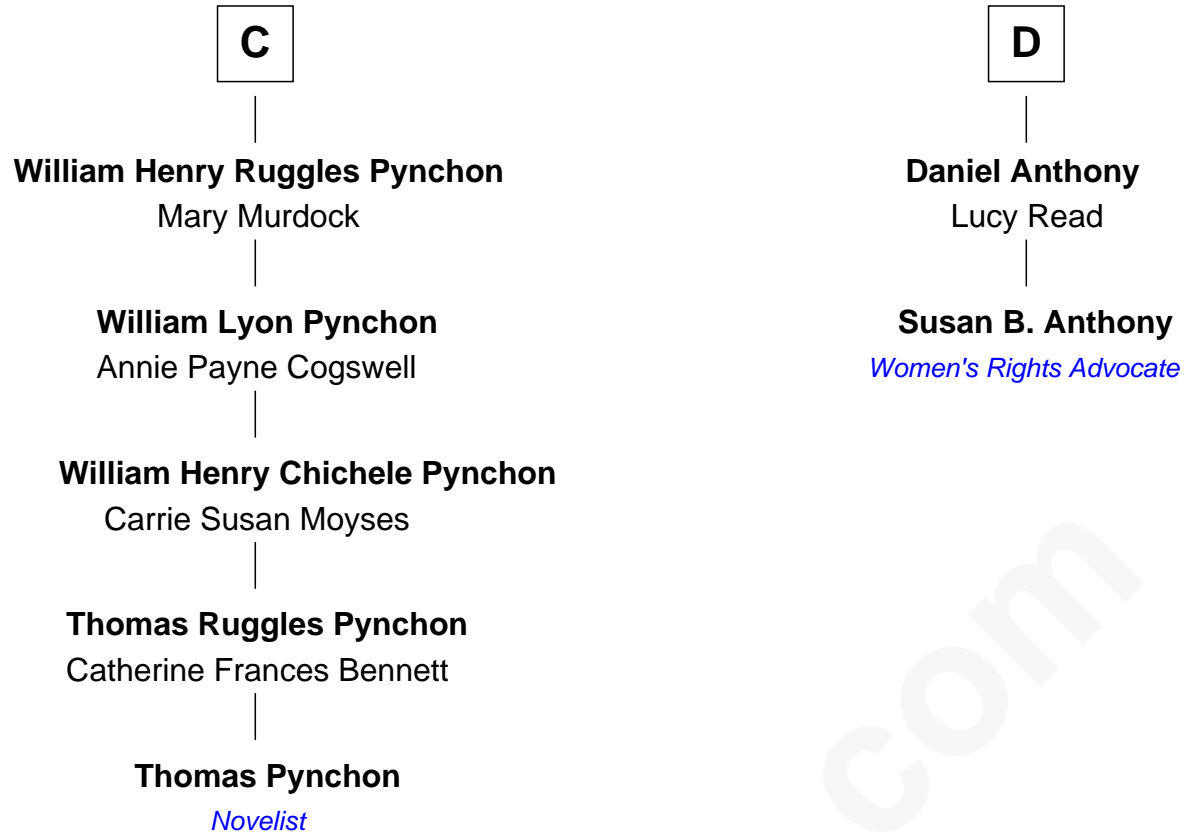 C
William Henry Ruggles Pynchon
Mary Murdock
William Lyon Pynchon
Annie Payne Cogswell
William Henry Chichele Pynchon
Carrie Susan Moyses
Thomas Ruggles Pynchon
Catherine Frances Bennett
Thomas Pynchon
Novelist
D
Daniel Anthony
Lucy Read
Susan B. Anthony
Women's Rights Advocate
com